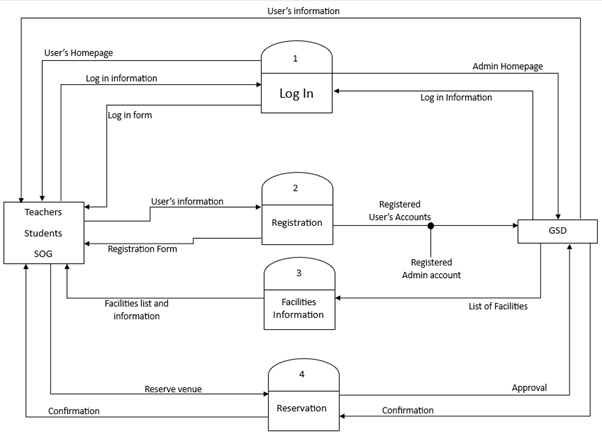 User's information
User's Homepage
1
Admin Homepage
Log in information
Log In
Log in Information
Log in form
2
Teachers
Students
SOG
User's information
Registration
Registered
User's Accounts
GSD
Registration Form
Registered
Admin account
3
Facilities
Information
Facilities list and
information
List of Facilities
4
Reserve venue
Approval
Reservation
Confirmation
Confirmation